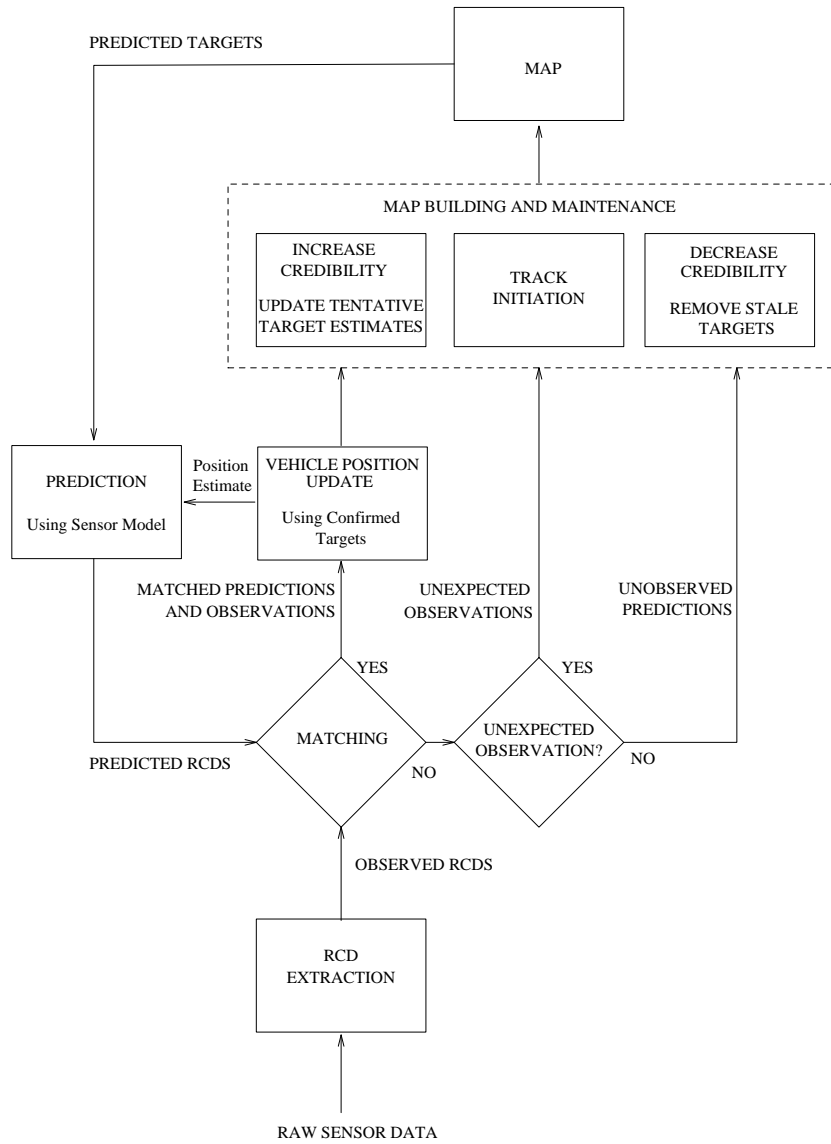 PREDICTED TARGETS
MAP
MAP BUILDING AND MAINTENANCE
INCREASE
CREDIBILITY
UPDATE TENTATIVE
TARGET ESTIMATES
TRACK
INITIATION
DECREASE
CREDIBILITY
REMOVE STALE
TARGETS
PREDICTION
Using Sensor Model
Position
Estimate
VEHICLE POSITION
UPDATE
Using Confirmed
Targets
MATCHED PREDICTIONS
AND OBSERVATIONS
UNEXPECTED
OBSERVATIONS
UNOBSERVED
PREDICTIONS
YES
YES
MATCHING
UNEXPECTED
OBSERVATION?
PREDICTED RCDS
NO
NO
OBSERVED RCDS
RCD
EXTRACTION
RAW SENSOR DATA